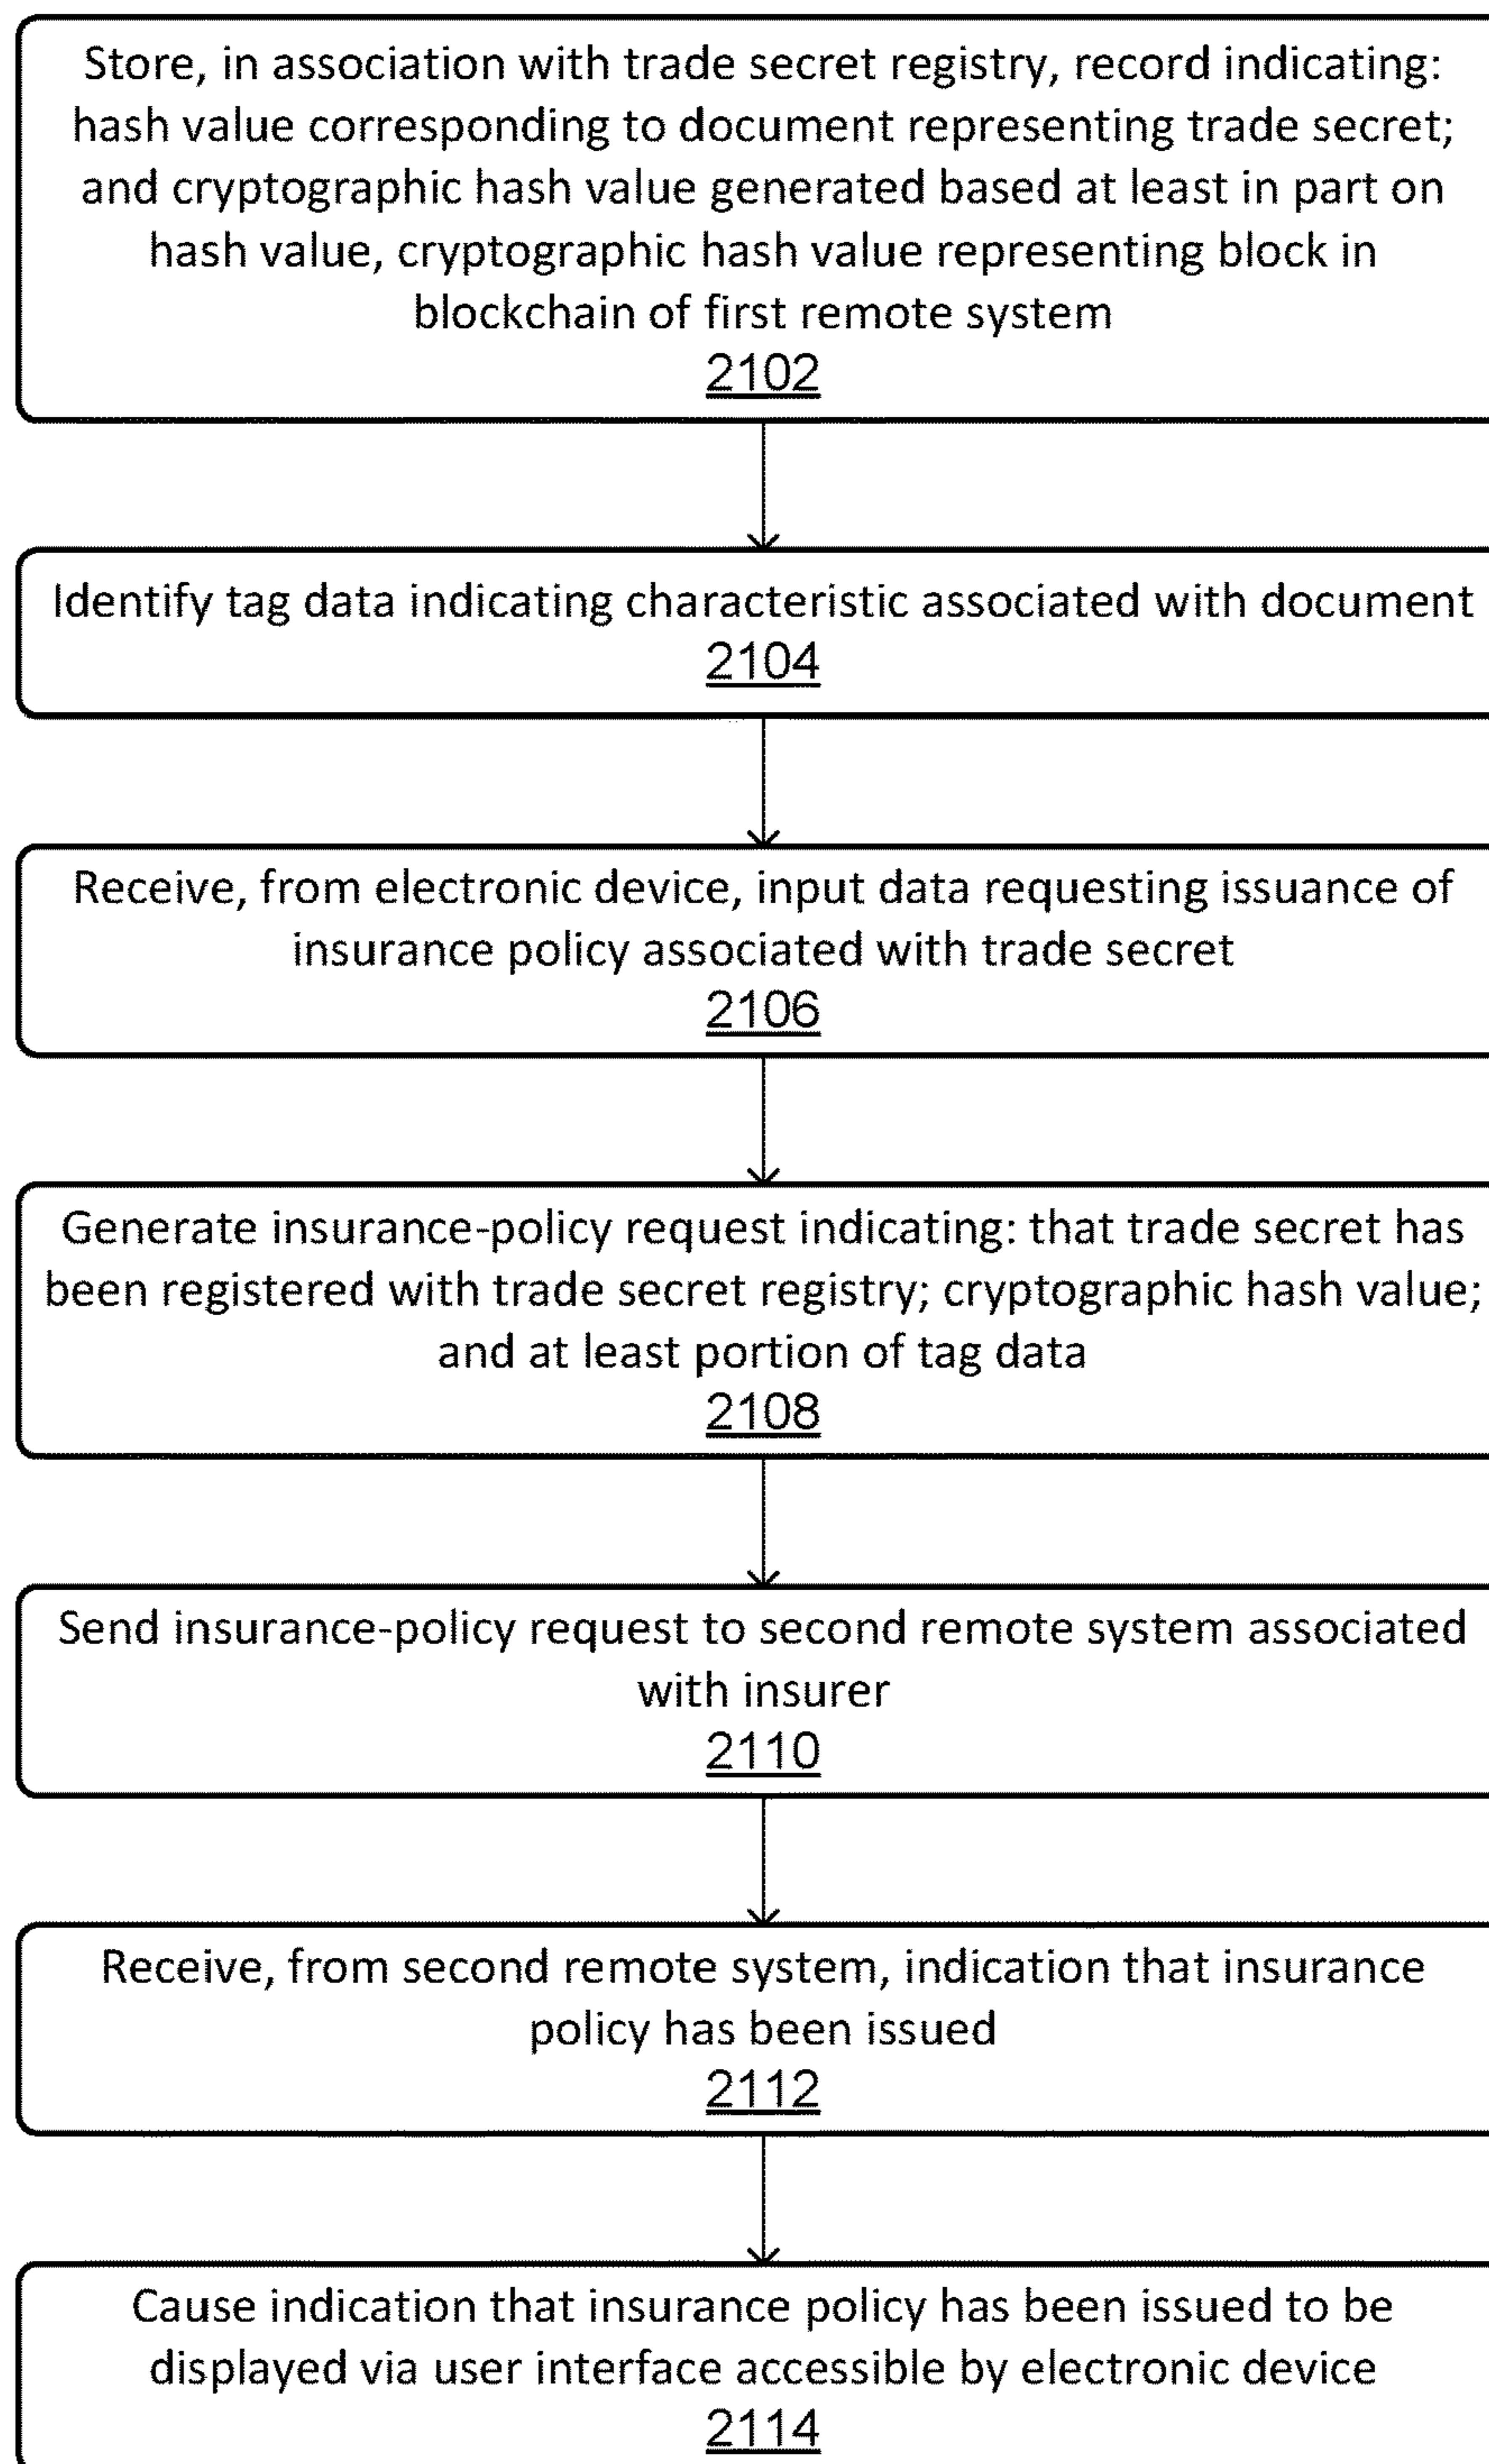 Store, in association with trade secret registry, record indicating:
hash value corresponding to document representing trade secret;
and cryptographic hash value generated based at least in part on
hash value, cryptographic hash value representing block in
blockchain of first remote system
2102
Identify tag data indicating characteristic associated with document
2104
Receive, from electronic device, input data requesting issuance of
insurance policy associated with trade secret
2106
Generate insurance-policy request indicating: that trade secret has
been registered with trade secret registry; cryptographic hash value;
and at least portion of tag data
2108
Send insurance-policy request to second remote system associated
with insurer
2110
Receive, from second remote system, indication that insurance
policy has been issued
2112
Cause indication that insurance policy has been issued to be
displayed via user interface accessible by electronic device
2114